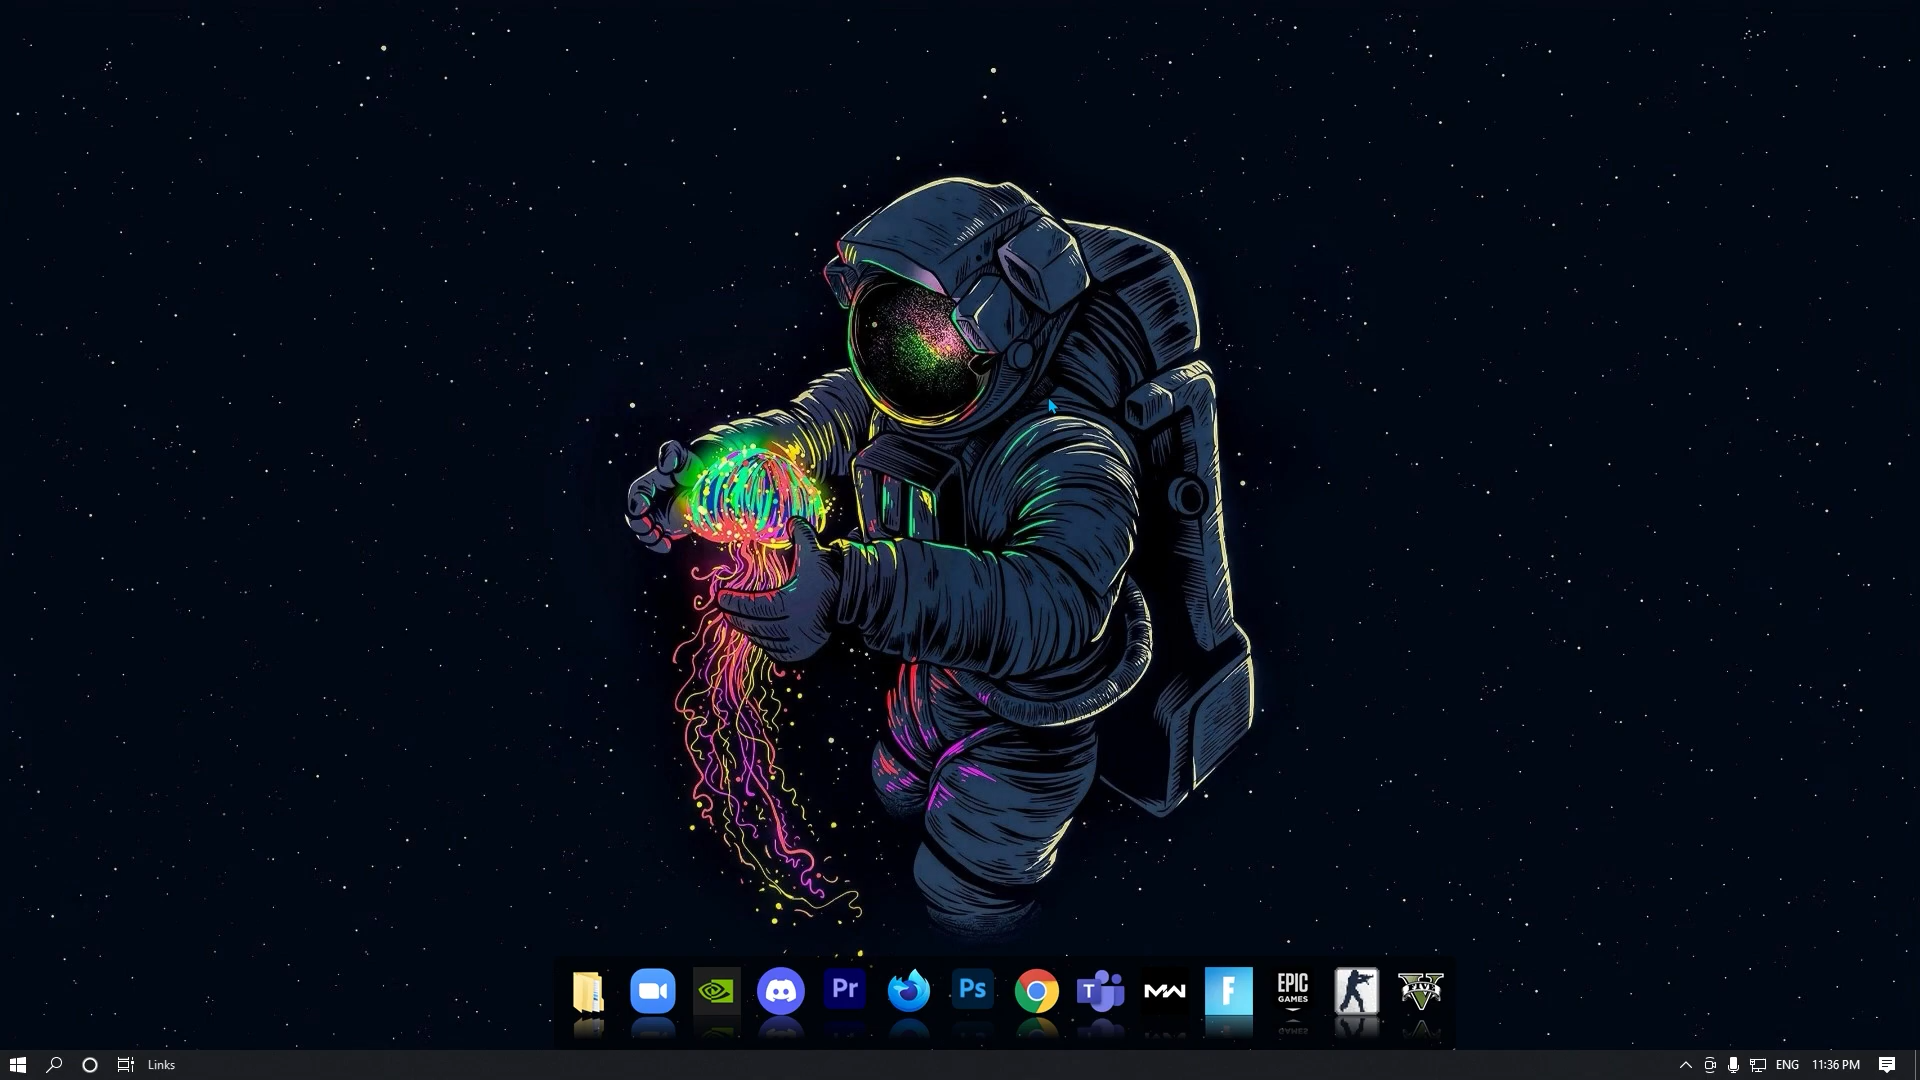 Pr
Ps
T
MW
F
EPIC
GAMES
V
FIVE
Links
ENG
11:36 PM